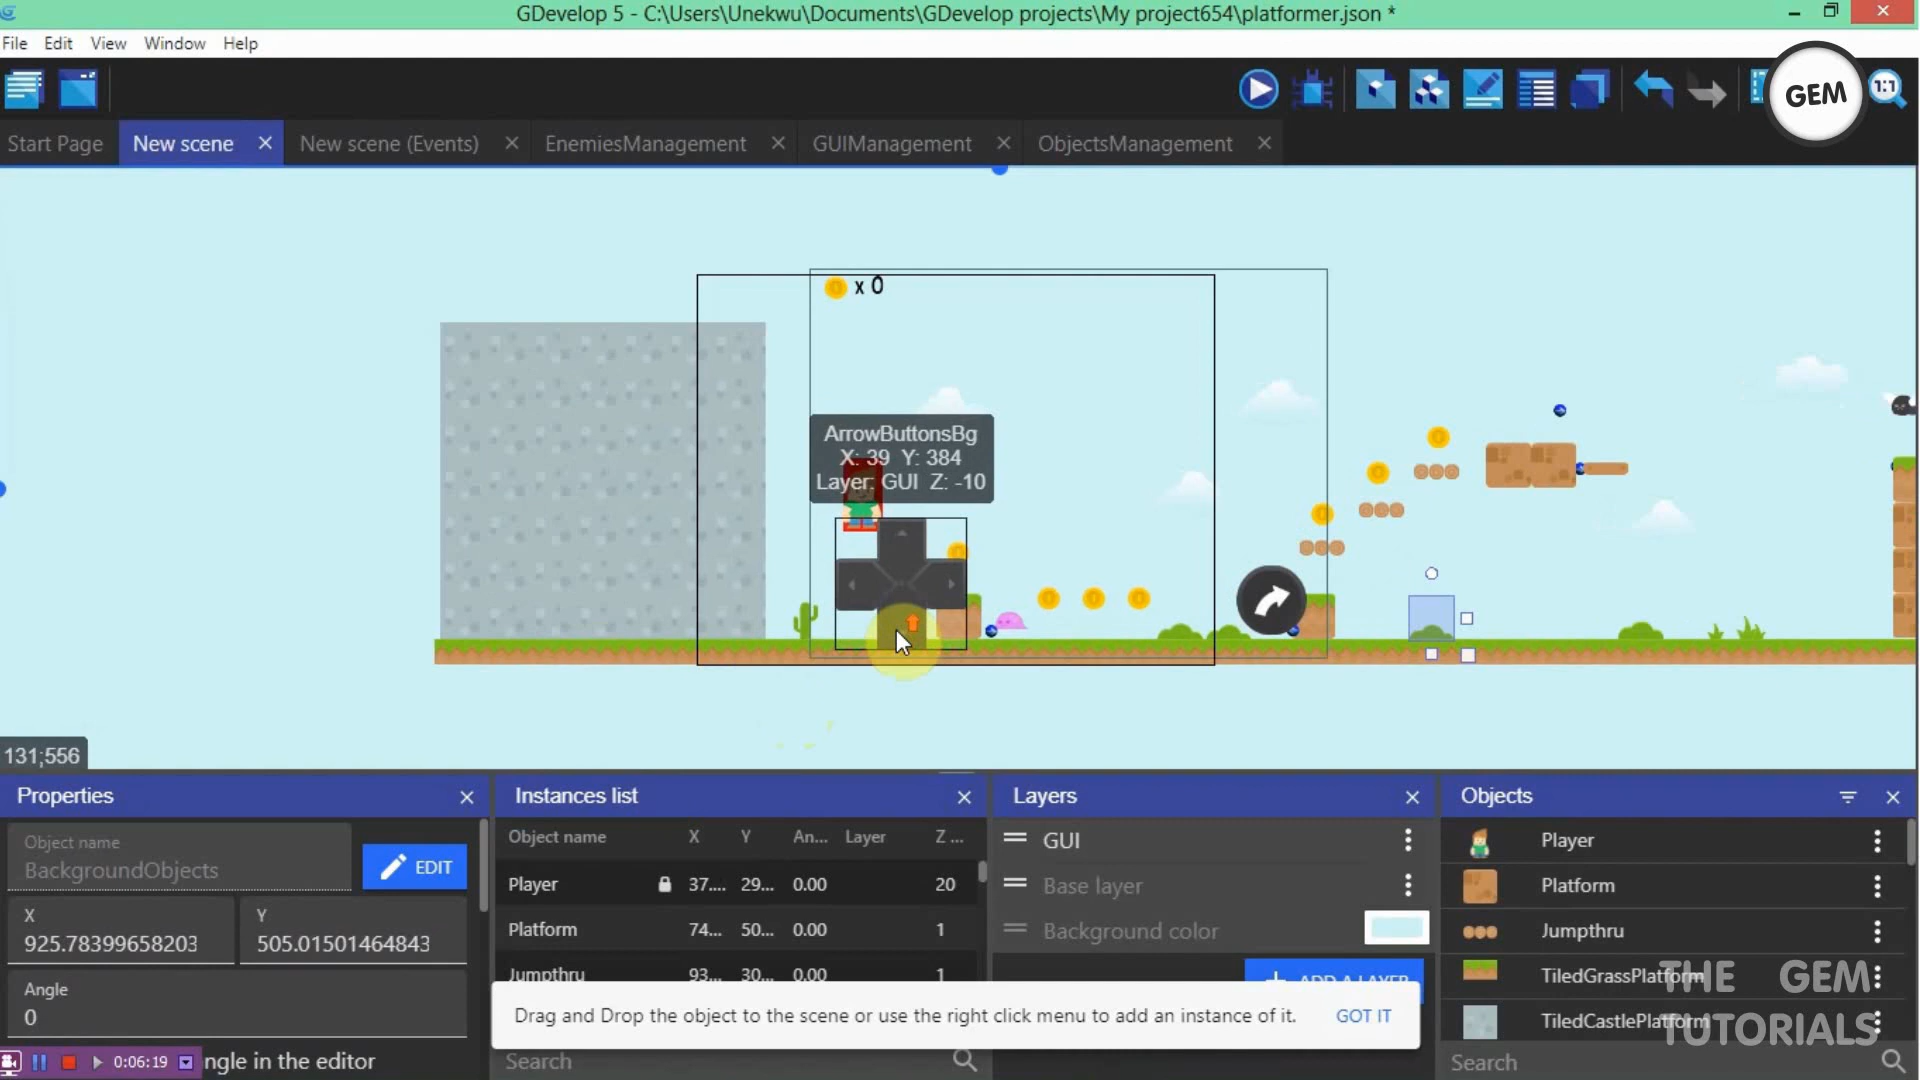 GDevelop 5 - C:\Users\Unekwu\Documents\GDevelop projects\My project654\platformer.json *
File Edit View Window Help
1:1
GEM
Start Page New scene New scene (Events) EnemiesManagement GUIManagement ObjectsManagement
x 0
ArrowButtonsBg
X: 39 Y: 384
Layer: GUI Z: -10
131;556
Properties
Object name
BackgroundObjects
EDIT
X
925.78399658203
Y
505.01501464843
Angle
0
ngle in the editor
0:06:19
Instances list
Object name X Y An... Layer Z ...
Player 37.... 29... 0.00 20
Platform 74... 50... 0.00 1
Jumpthru 93... 30... 0.00 1
Search
Layers
GUI
Base layer
Background color
ADD A LAYER
Drag and Drop the object to the scene or use the right click menu to add an instance of it. GOT IT
Objects
Player
Platform
Jumpthru
TiledGrassPlatform
TiledCastlePlatform
Search
THE GEM
TUTORIALS